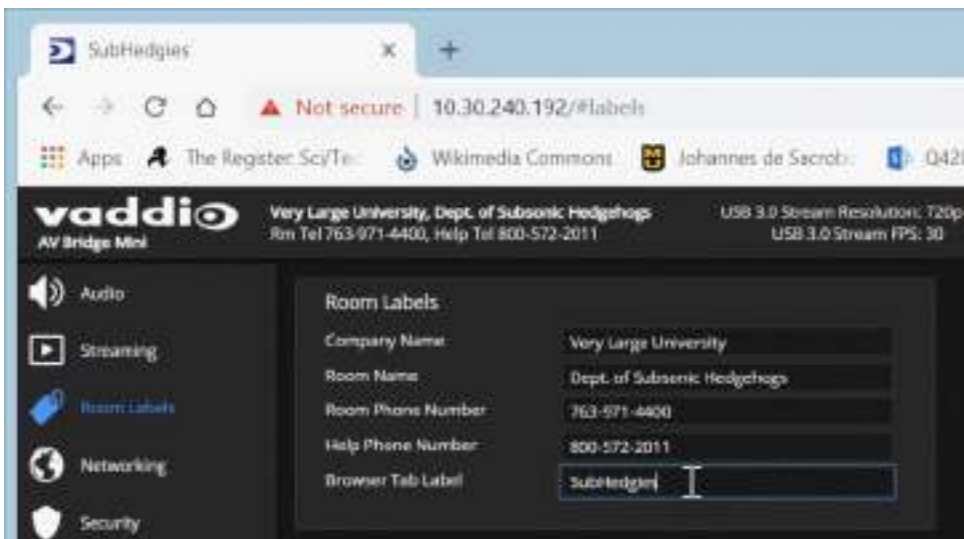 SubHedgies
Not secure | 10.30.240.192/#labels
Apps The Register: Sci/Te Wikimedia Commons Johannes de Sacrob
vaddio
AV Bridge Mini
Very Large University, Dept. of Subsonic Hedgehogs
Rm Tel 763-971-4400, Help Tel 800-572-2011
USB 3.0 Stream Resolution: 720p
USB 3.0 Stream FPS: 30
Audio
Streaming
Room Labels
Networking
Security
Room Labels
Company Name Very Large University
Room Name Dept. of Subsonic Hedgehogs
Room Phone Number 763-971-4400
Help Phone Number 800-572-2011
Browser Tab Label SubHedgies